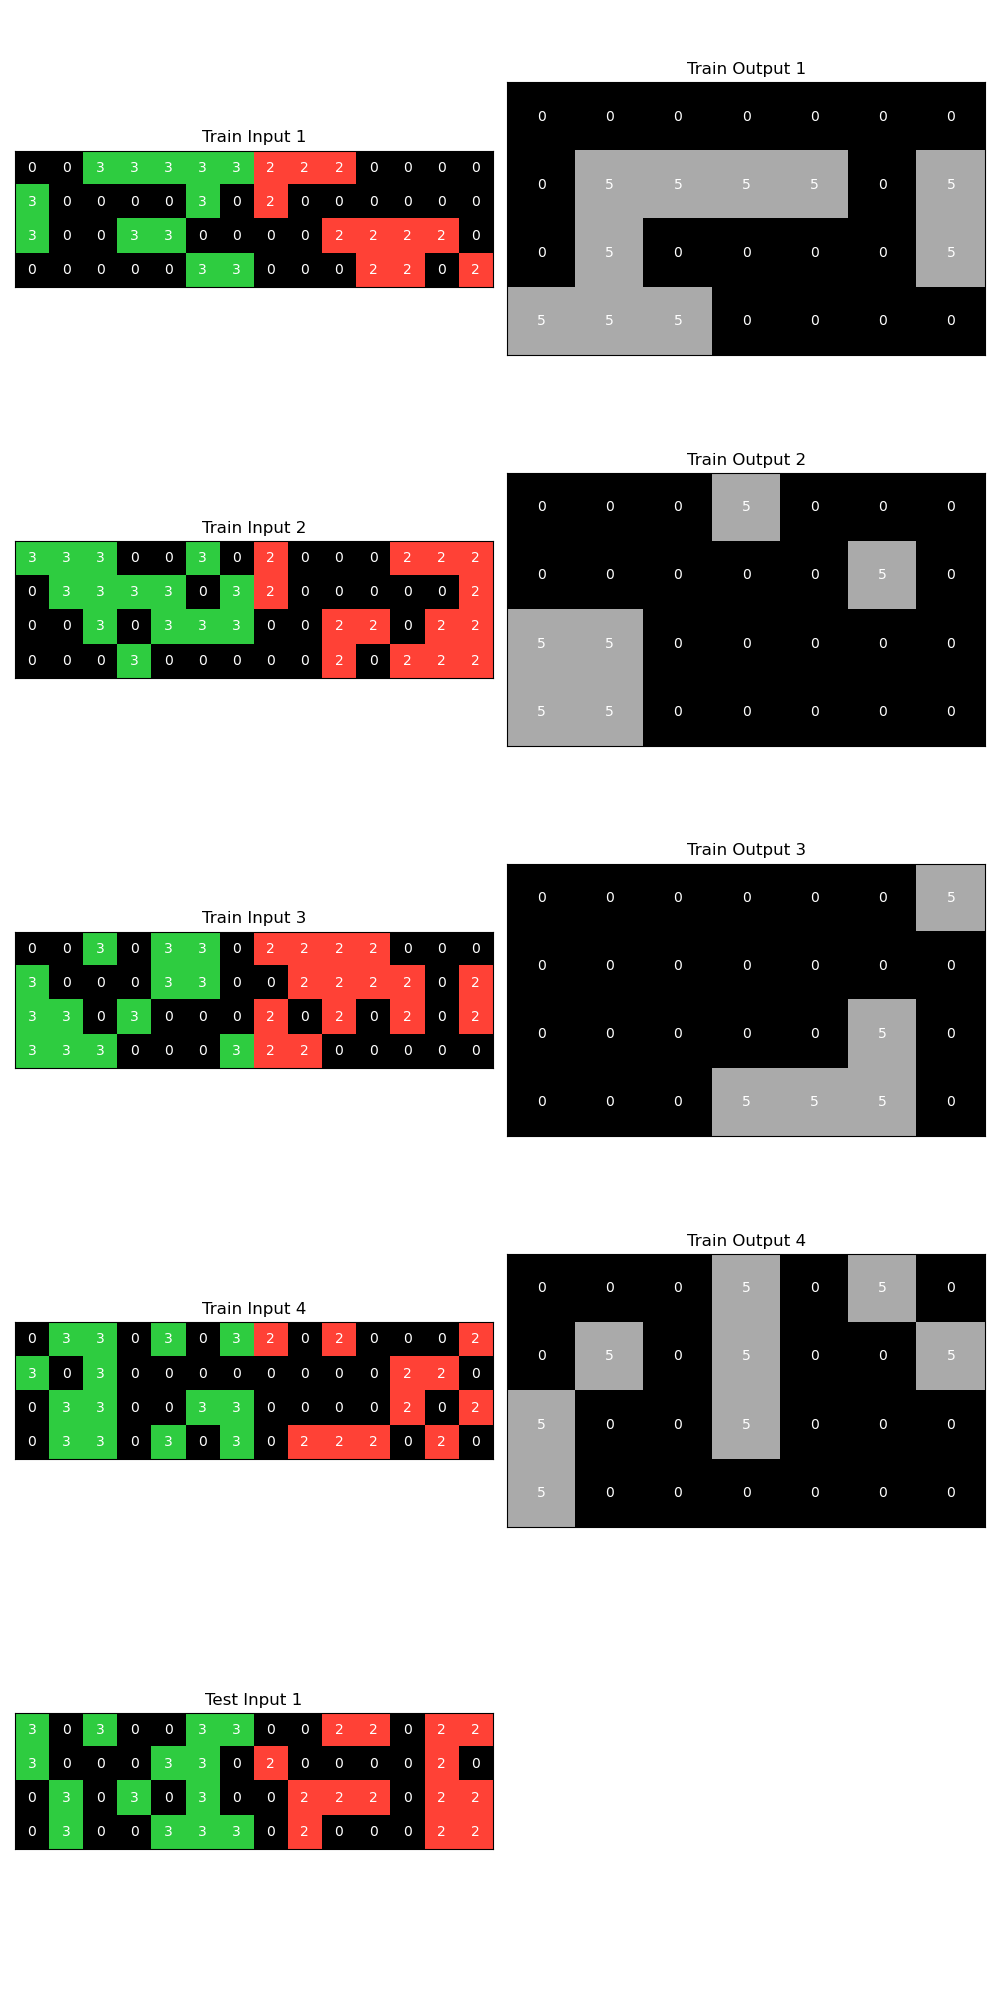 Train Input 1
0 0 3 3 3 3 3 2 2 2 0 0 0 0
3 0 0 0 0 3 0 2 0 0 0 0 0 0
3 0 0 3 3 0 0 0 0 2 2 2 2 0
0 0 0 0 0 3 3 0 0 0 2 2 0 2
Train Output 1
0 0 0 0 0 0 0
0 5 5 5 5 0 5
0 5 0 0 0 0 5
5 5 5 0 0 0 0
Train Input 2
3 3 3 0 0 3 0 2 0 0 0 2 2 2
0 3 3 3 3 0 3 2 0 0 0 0 0 2
0 0 3 0 3 3 3 0 0 2 2 0 2 2
0 0 0 3 0 0 0 0 0 2 0 2 2 2
Train Output 2
0 0 0 5 0 0 0
0 0 0 0 0 5 0
5 5 0 0 0 0 0
5 5 0 0 0 0 0
Train Input 3
0 0 3 0 3 3 0 2 2 2 2 0 0 0
3 0 0 0 3 3 0 0 2 2 2 2 0 2
3 3 0 3 0 0 0 2 0 2 0 2 0 2
3 3 3 0 0 0 3 2 2 0 0 0 0 0
Train Output 3
0 0 0 0 0 0 5
0 0 0 0 0 0 0
0 0 0 0 0 5 0
0 0 0 5 5 5 0
Train Input 4
0 3 3 0 3 0 3 2 0 2 0 0 0 2
3 0 3 0 0 0 0 0 0 0 0 2 2 0
0 3 3 0 0 3 3 0 0 0 0 2 0 2
0 3 3 0 3 0 3 0 2 2 2 0 2 0
Train Output 4
0 0 0 5 0 5 0
0 5 0 5 0 0 5
5 0 0 5 0 0 0
5 0 0 0 0 0 0
Test Input 1
3 0 3 0 0 3 3 0 0 2 2 0 2 2
3 0 0 0 3 3 0 2 0 0 0 0 2 0
0 3 0 3 0 3 0 0 2 2 2 0 2 2
0 3 0 0 3 3 3 0 2 0 0 0 2 2